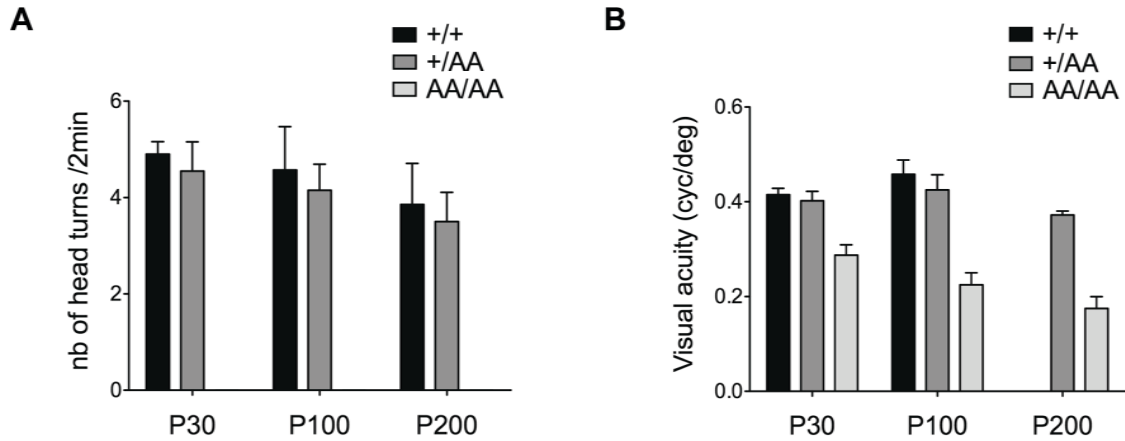 A
+/+
+/AA
AA/AA
nb of head turns /2min
6
4
2
0
P30
P100
P200
B
+/+
+/AA
AA/AA
Visual acuity (cyc/deg)
0.6
0.4
0.2
0.0
P30
P100
P200